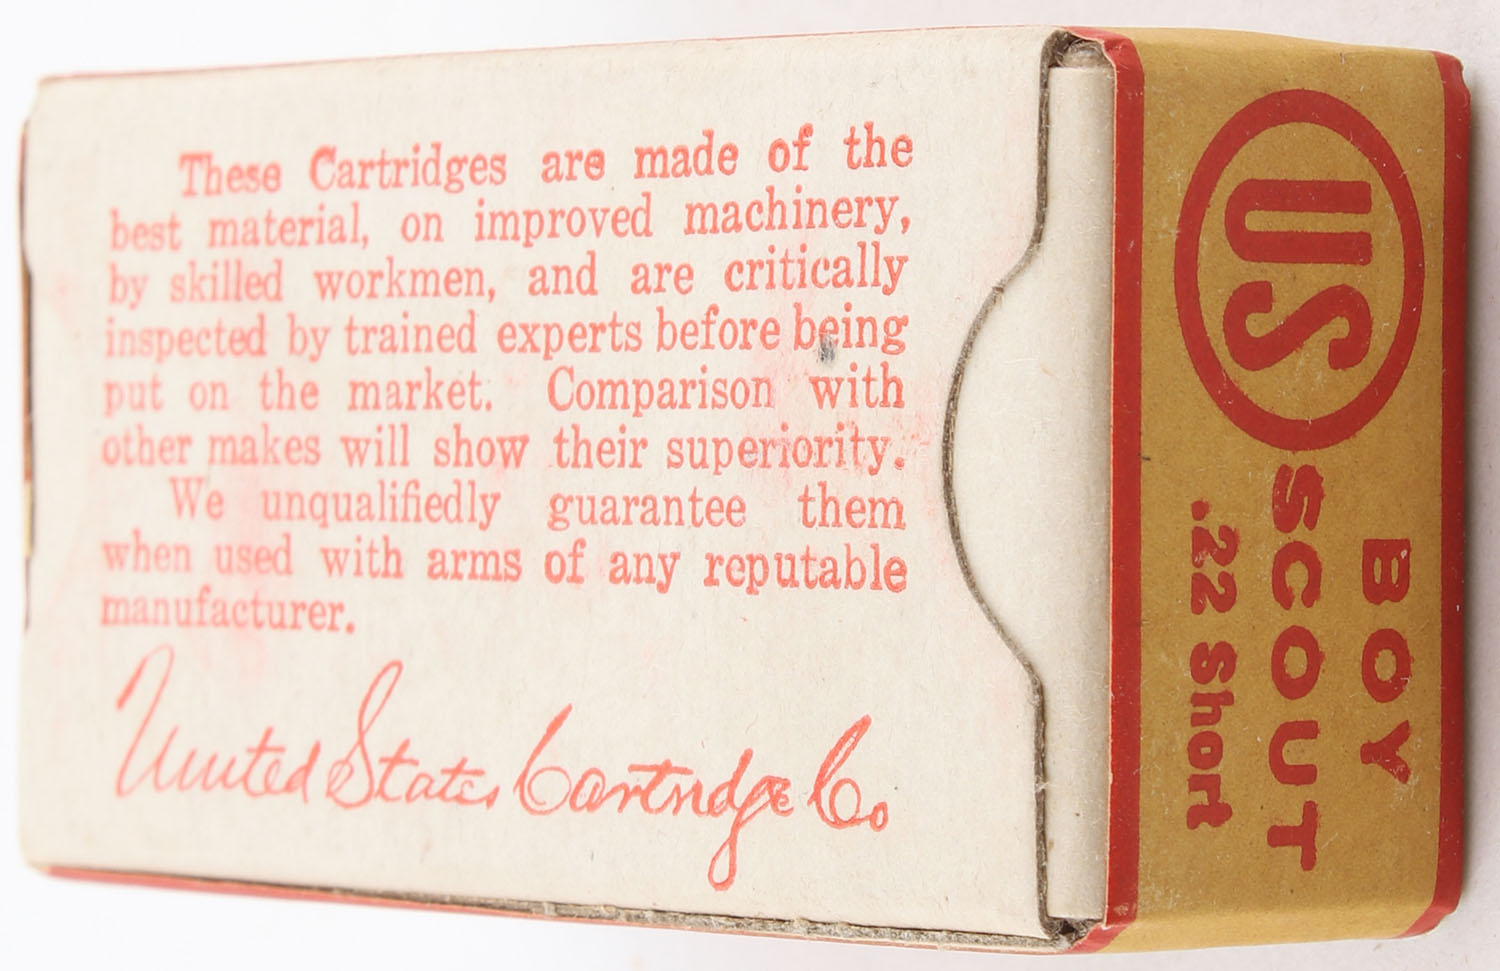 These Cartridges are made of the
best material, on improved machinery,
by skilled workmen, and are critically
inspected by trained experts before being
put on the market. Comparison with
other makes will show their superiority.
We unqualifiedly guarantee them
when used with arms of any reputable
manufacturer.
United States Cartridge Co
US
BOY
SCOUT
.22 Short